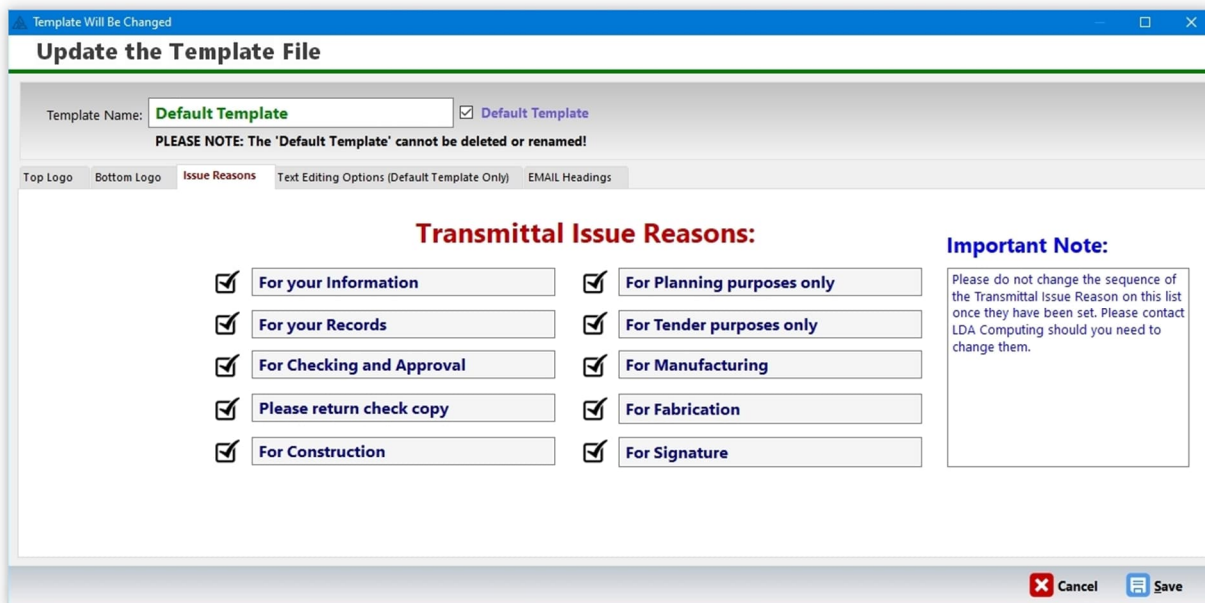 Template Will Be Changed
Update the Template File
Template Name: Default Template Default Template
PLEASE NOTE: The 'Default Template' cannot be deleted or renamed!
Top Logo Bottom Logo Issue Reasons Text Editing Options (Default Template Only) EMAIL Headings
Transmittal Issue Reasons:
For your Information
For your Records
For Checking and Approval
Please return check copy
For Construction
For Planning purposes only
For Tender purposes only
For Manufacturing
For Fabrication
For Signature
Important Note:
Please do not change the sequence of
the Transmittal Issue Reason on this list
once they have been set. Please contact
LDA Computing should you need to
change them.
Cancel Save